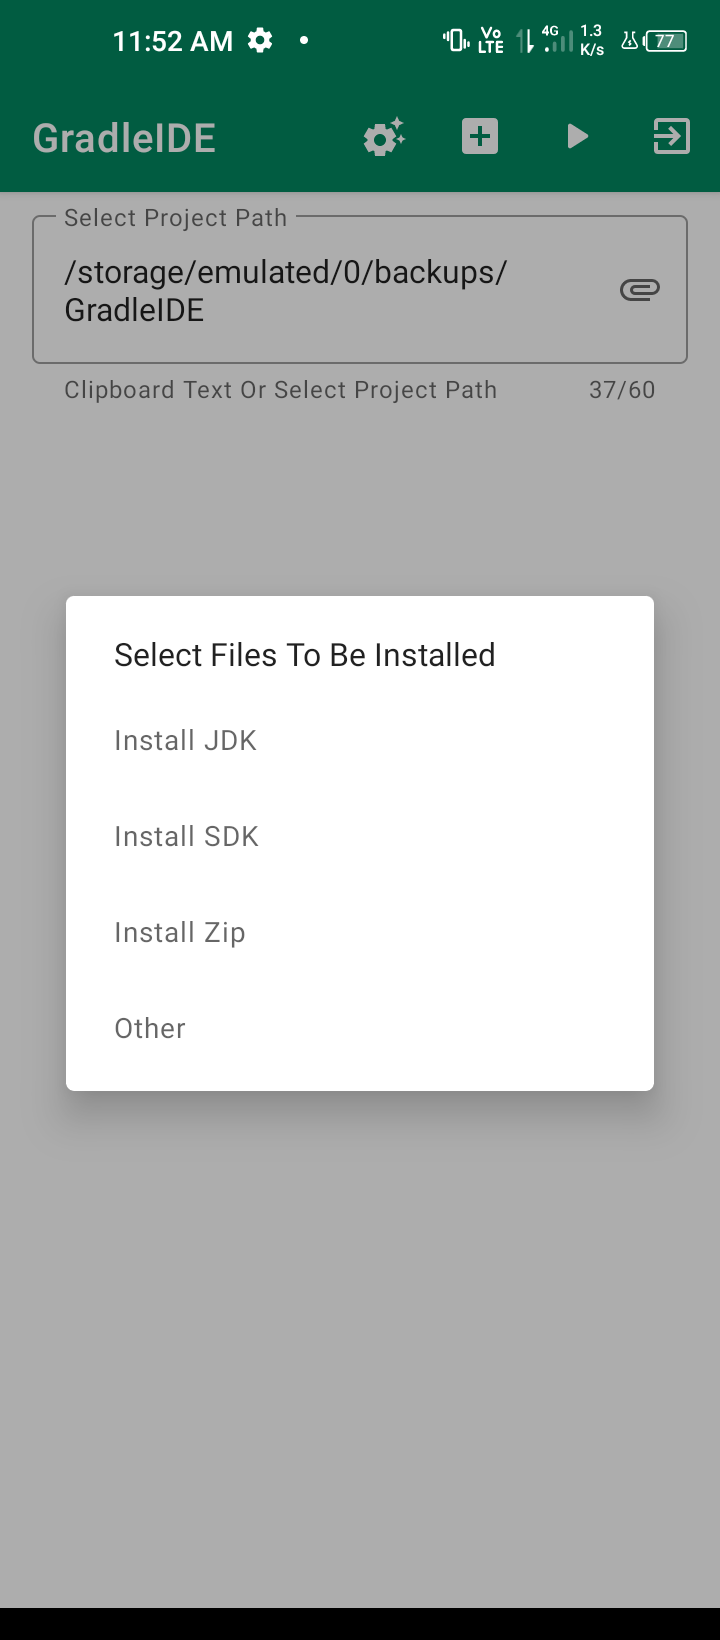 11:52 AM
Vo
LTE
4G
1.3
K/s
77
GradleIDE
Select Project Path
/storage/emulated/0/backups/
GradleIDE
Clipboard Text Or Select Project Path 37/60
Select Files To Be Installed
Install JDK
Install SDK
Install Zip
Other